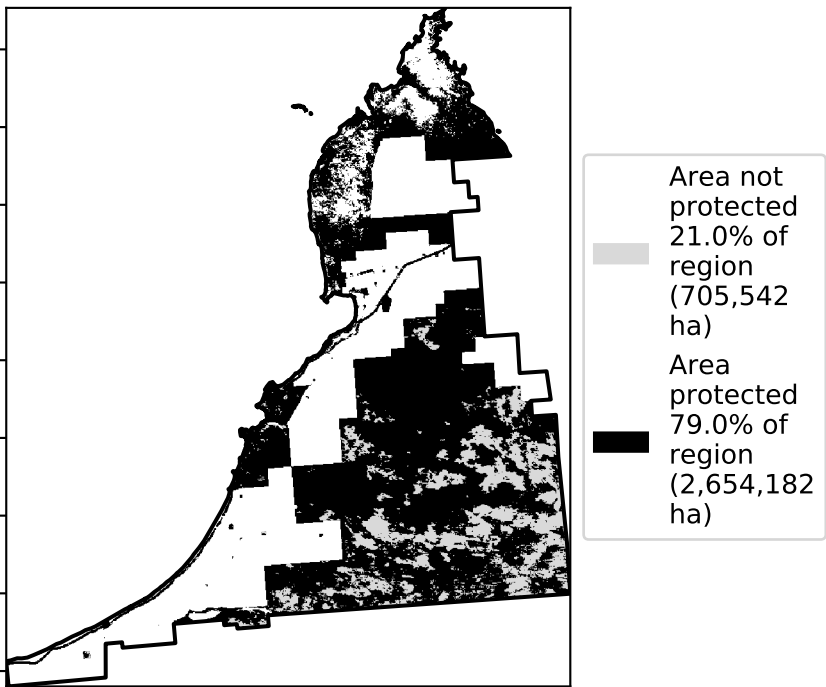 Area not
protected
21.0% of
region
(705,542
ha)
Area
protected
79.0% of
region
(2,654,182
ha)